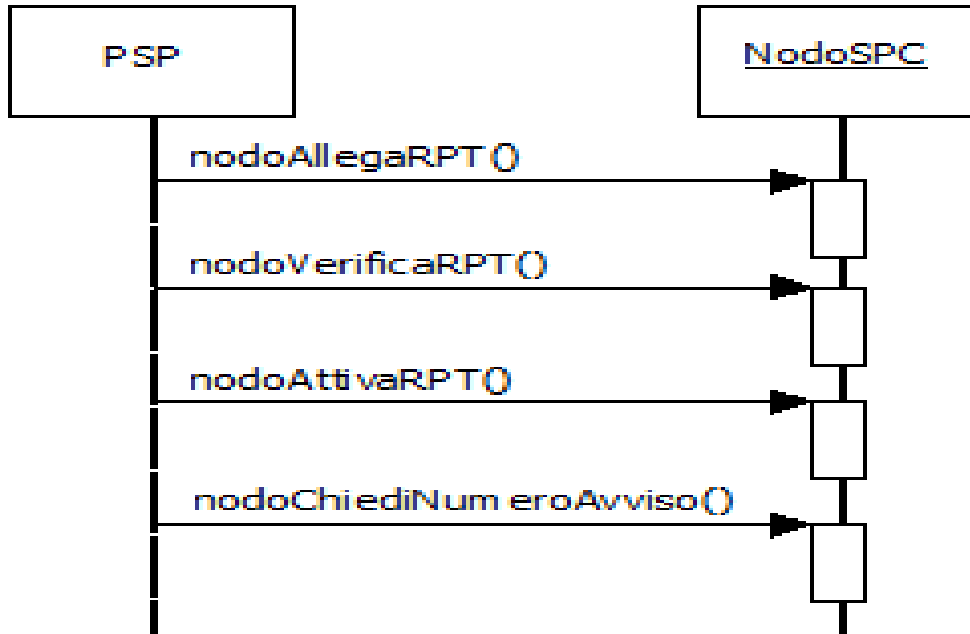 PSP
NodoSPC
nodoAllegaRPT()
nodoVerificaRPT()
nodoAttivaRPT()
nodoChiediNumeroAvviso()